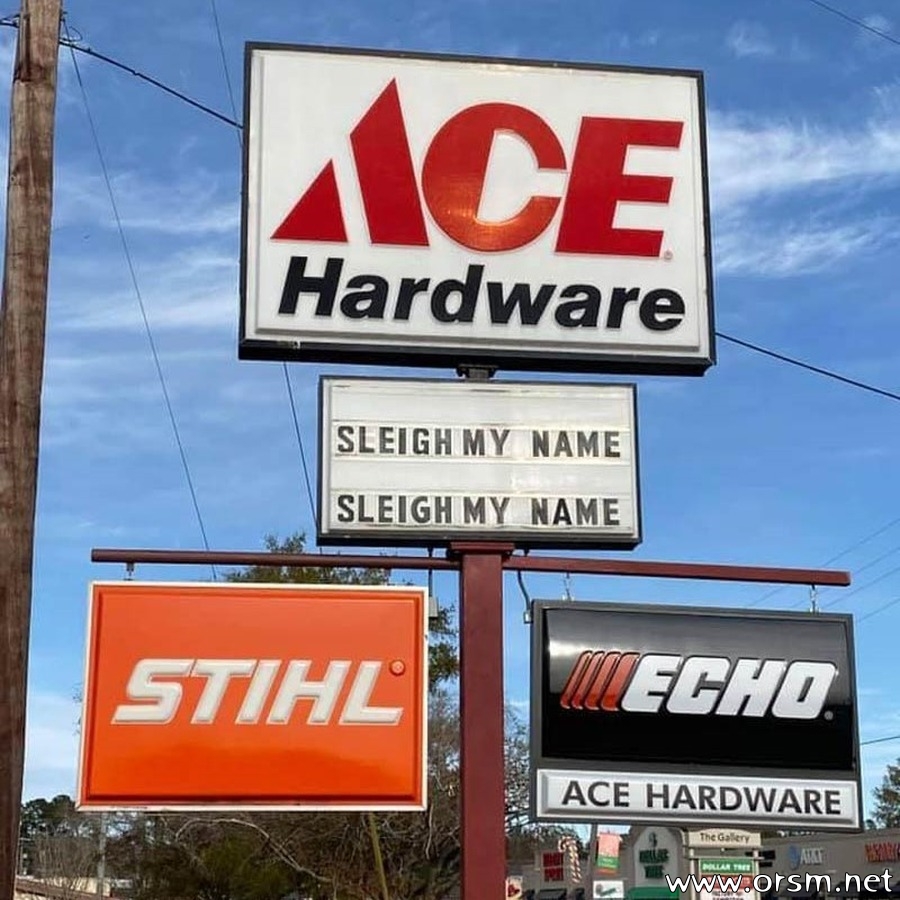 ACE
Hardware
SLEIGH MY NAME
SLEIGH MY NAME
STIHL®
ECHO
ACE HARDWARE
The Gallery
DOLLAR TREE
AT&T
www.orsm.net